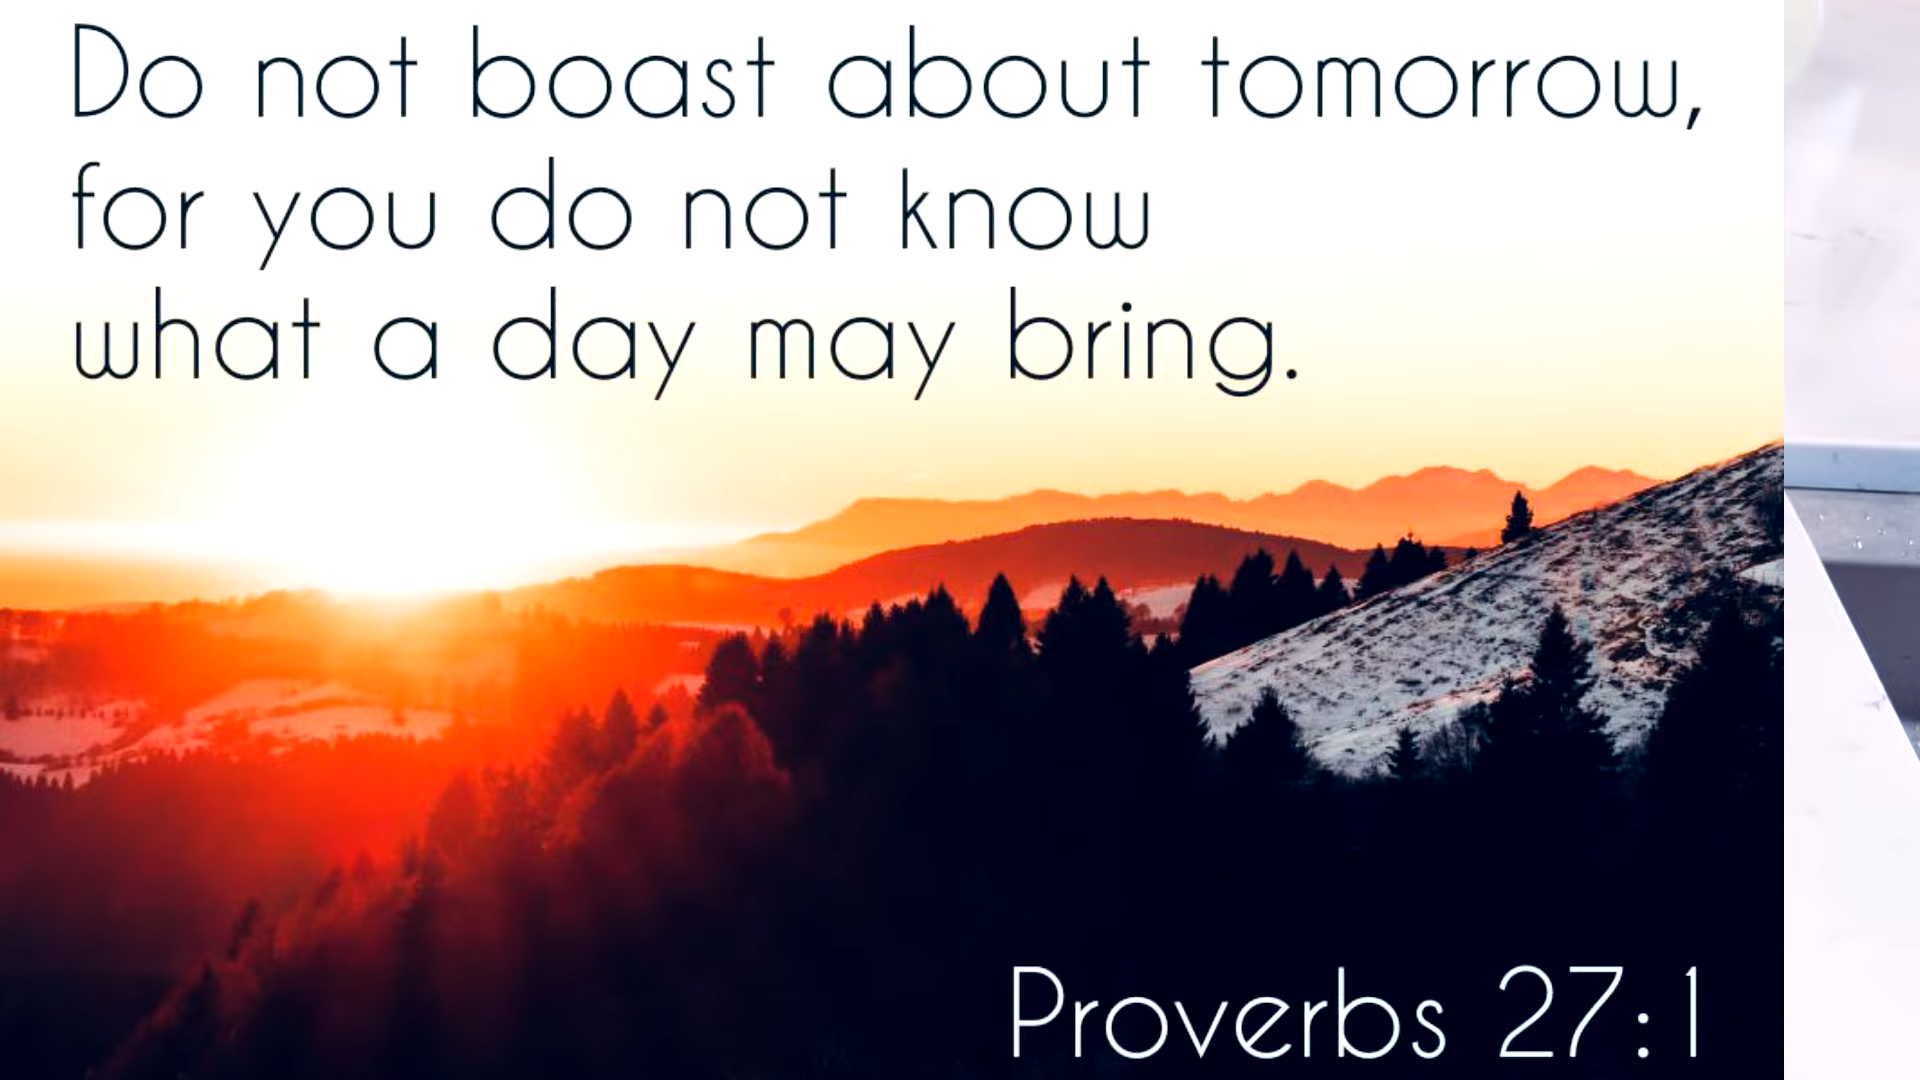 Do not boast about tomorrow,
for you do not know
what a day may bring.
Proverbs 27:1